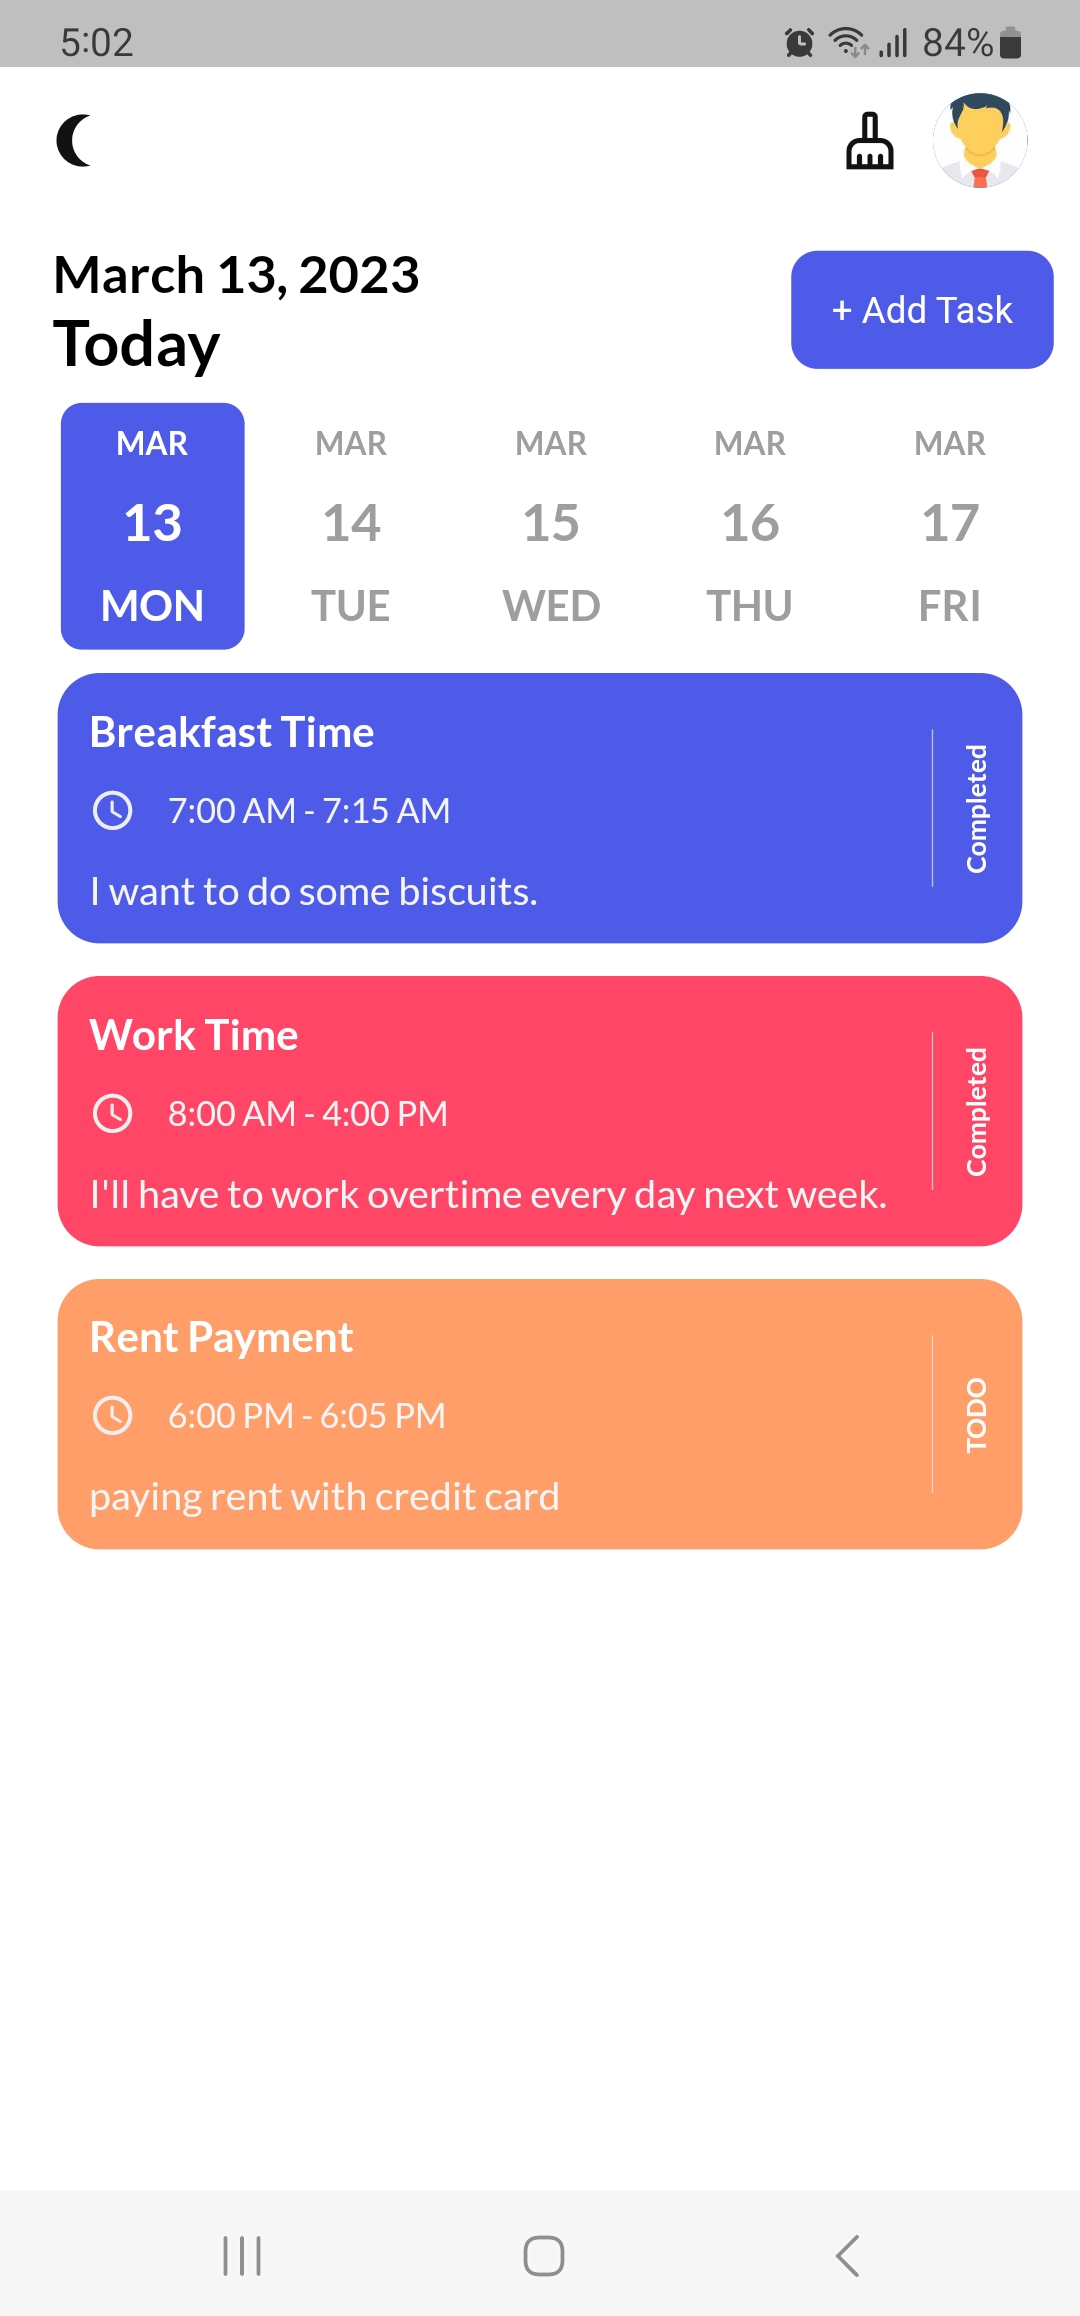 5:02
84%
March 13, 2023
Today
+ Add Task
MAR MAR MAR MAR MAR
13 14 15 16 17
MON TUE WED THU FRI
Breakfast Time
7:00 AM - 7:15 AM
I want to do some biscuits.
Completed
Work Time
8:00 AM - 4:00 PM
I'll have to work overtime every day next week.
Completed
Rent Payment
6:00 PM - 6:05 PM
paying rent with credit card
TODO